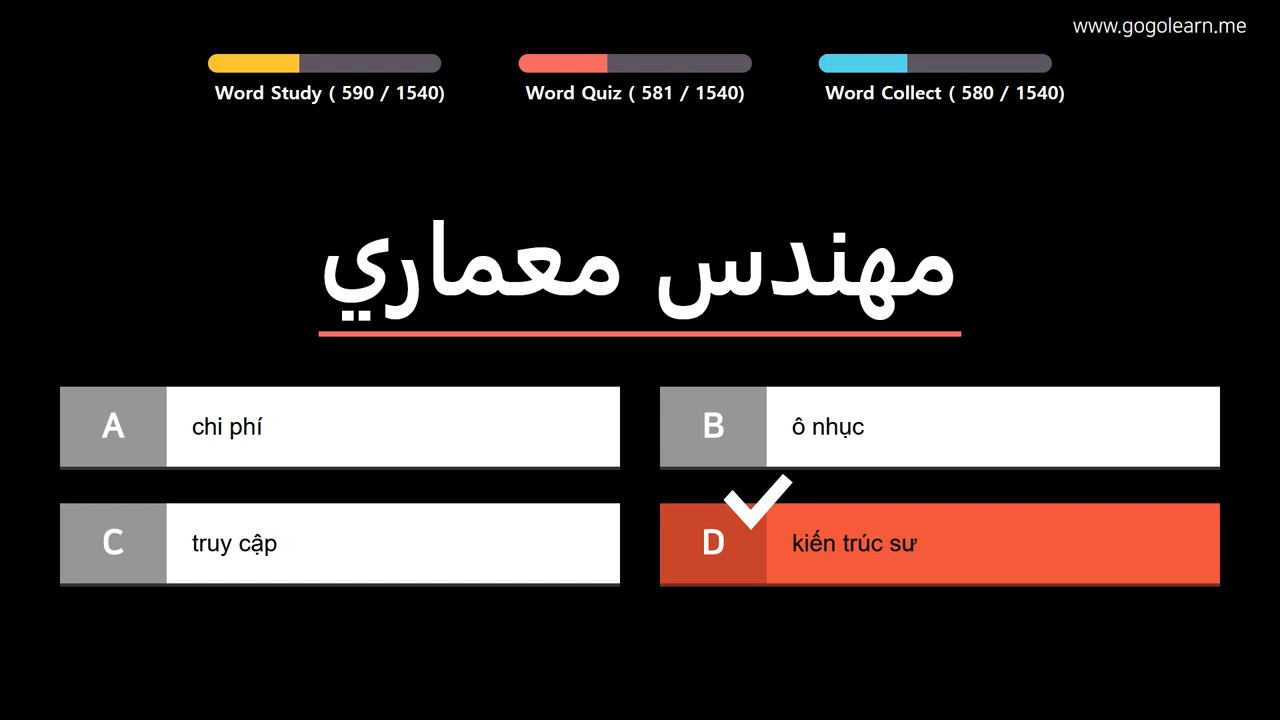 www.gogolearn.me
Word Study ( 590 / 1540)
Word Quiz ( 581 / 1540)
Word Collect ( 580 / 1540)
مهندس معماري
A chi phí
B ô nhục
C truy cập
D kiến trúc sư